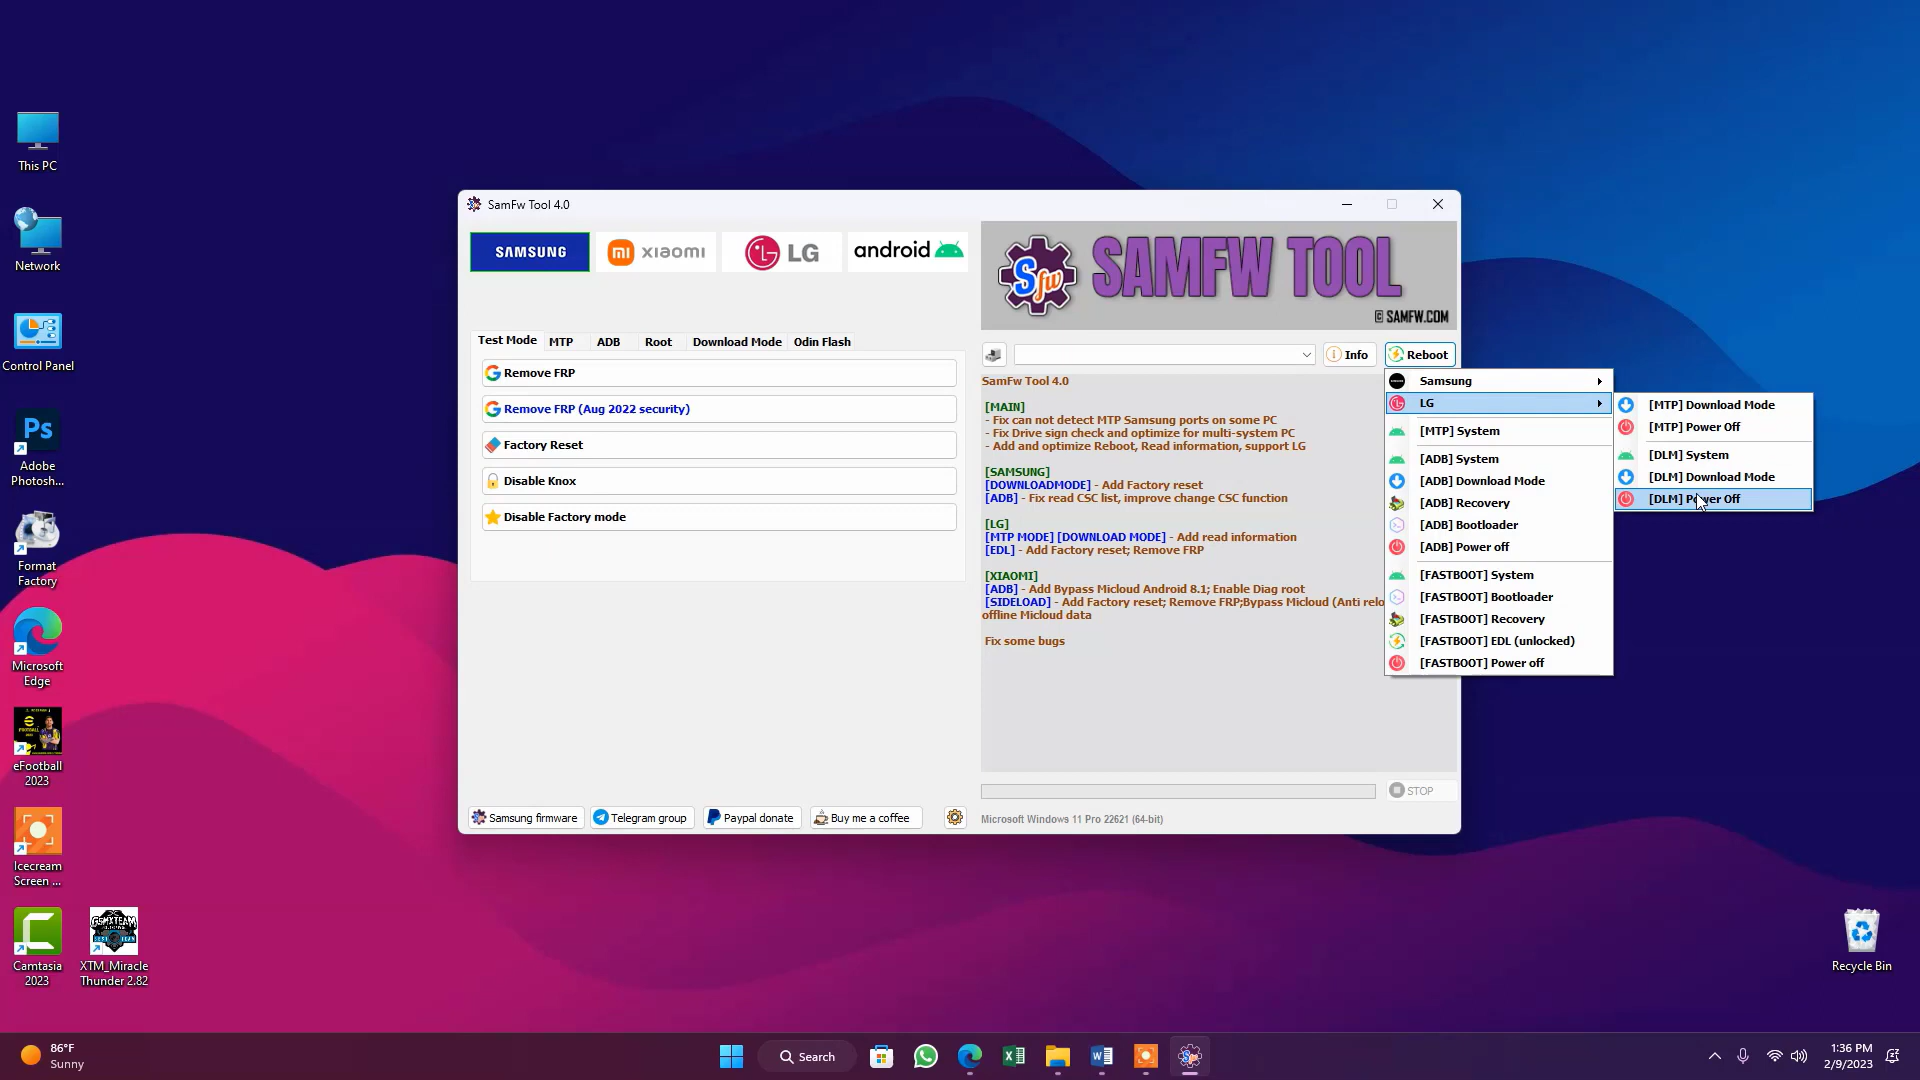 This PC
Network
Control Panel
Ps
Adobe
Photosh...
Format
Factory
Microsoft
Edge
eFootball
2023
Icecream
Screen ...
Camtasia
2023
XTM_Miracle
Thunder 2.82
Recycle Bin
SamFw Tool 4.0
SAMSUNG
xiaomi
LG
android
Sfw
SAMFW TOOL
© SAMFW.COM
Test Mode
MTP
ADB
Root
Download Mode
Odin Flash
Remove FRP
Remove FRP (Aug 2022 security)
Factory Reset
Disable Knox
Disable Factory mode
Info
Reboot
SamFw Tool 4.0
[MAIN]
- Fix can not detect MTP Samsung ports on some PC
- Fix Drive sign check and optimize for multi-system PC
- Add and optimize Reboot, Read information, support LG
[SAMSUNG]
[DOWNLOADMODE] - Add Factory reset
[ADB] - Fix read CSC list, improve change CSC function
[LG]
[MTP MODE] [DOWNLOAD MODE] - Add read information
[EDL] - Add Factory reset; Remove FRP
[XIAOMI]
[ADB] - Add Bypass Micloud Android 8.1; Enable Diag root
[SIDELOAD] - Add Factory reset; Remove FRP;Bypass Micloud (Anti relo
offline Micloud data
Fix some bugs
Samsung
LG
[MTP] System
[ADB] System
[ADB] Download Mode
[ADB] Recovery
[ADB] Bootloader
[ADB] Power off
[FASTBOOT] System
[FASTBOOT] Bootloader
[FASTBOOT] Recovery
[FASTBOOT] EDL (unlocked)
[FASTBOOT] Power off
[MTP] Download Mode
[MTP] Power Off
[DLM] System
[DLM] Download Mode
[DLM] Power Off
STOP
Samsung firmware
Telegram group
Paypal donate
Buy me a coffee
Microsoft Windows 11 Pro 22621 (64-bit)
86°F
Sunny
Search
1:36 PM
2/9/2023